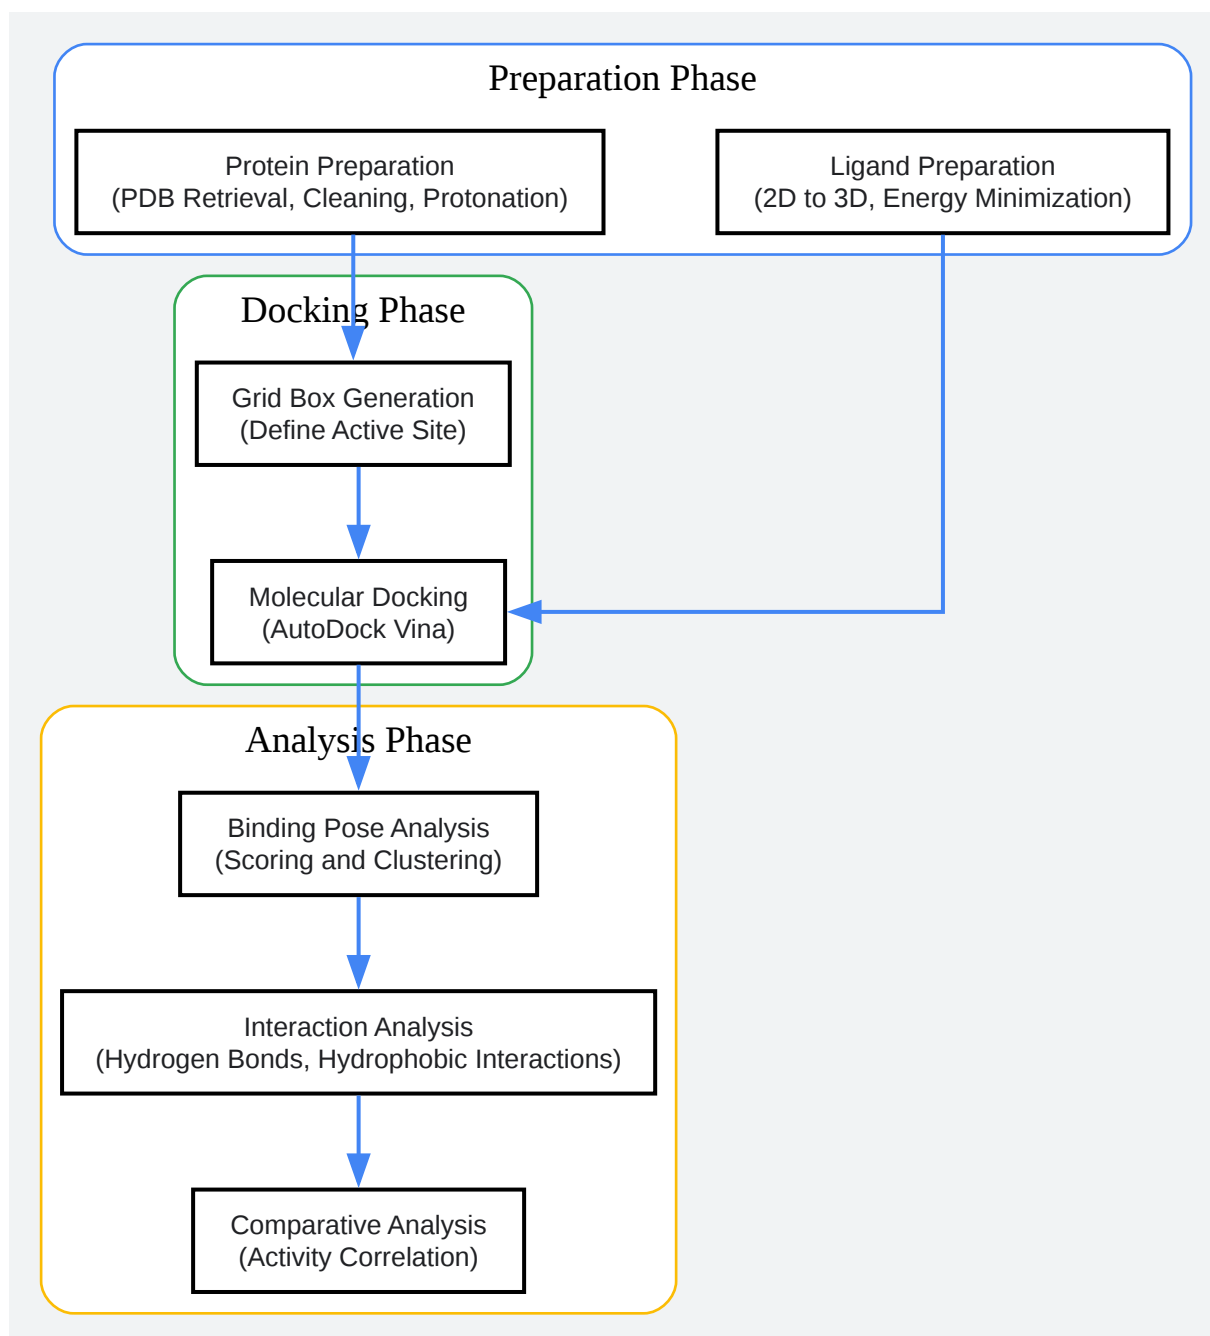 Preparation Phase
Protein Preparation
(PDB Retrieval, Cleaning, Protonation)
Ligand Preparation
(2D to 3D, Energy Minimization)
Docking Phase
Grid Box Generation
(Define Active Site)
Molecular Docking
(AutoDock Vina)
Analysis Phase
Binding Pose Analysis
(Scoring and Clustering)
Interaction Analysis
(Hydrogen Bonds, Hydrophobic Interactions)
Comparative Analysis
(Activity Correlation)